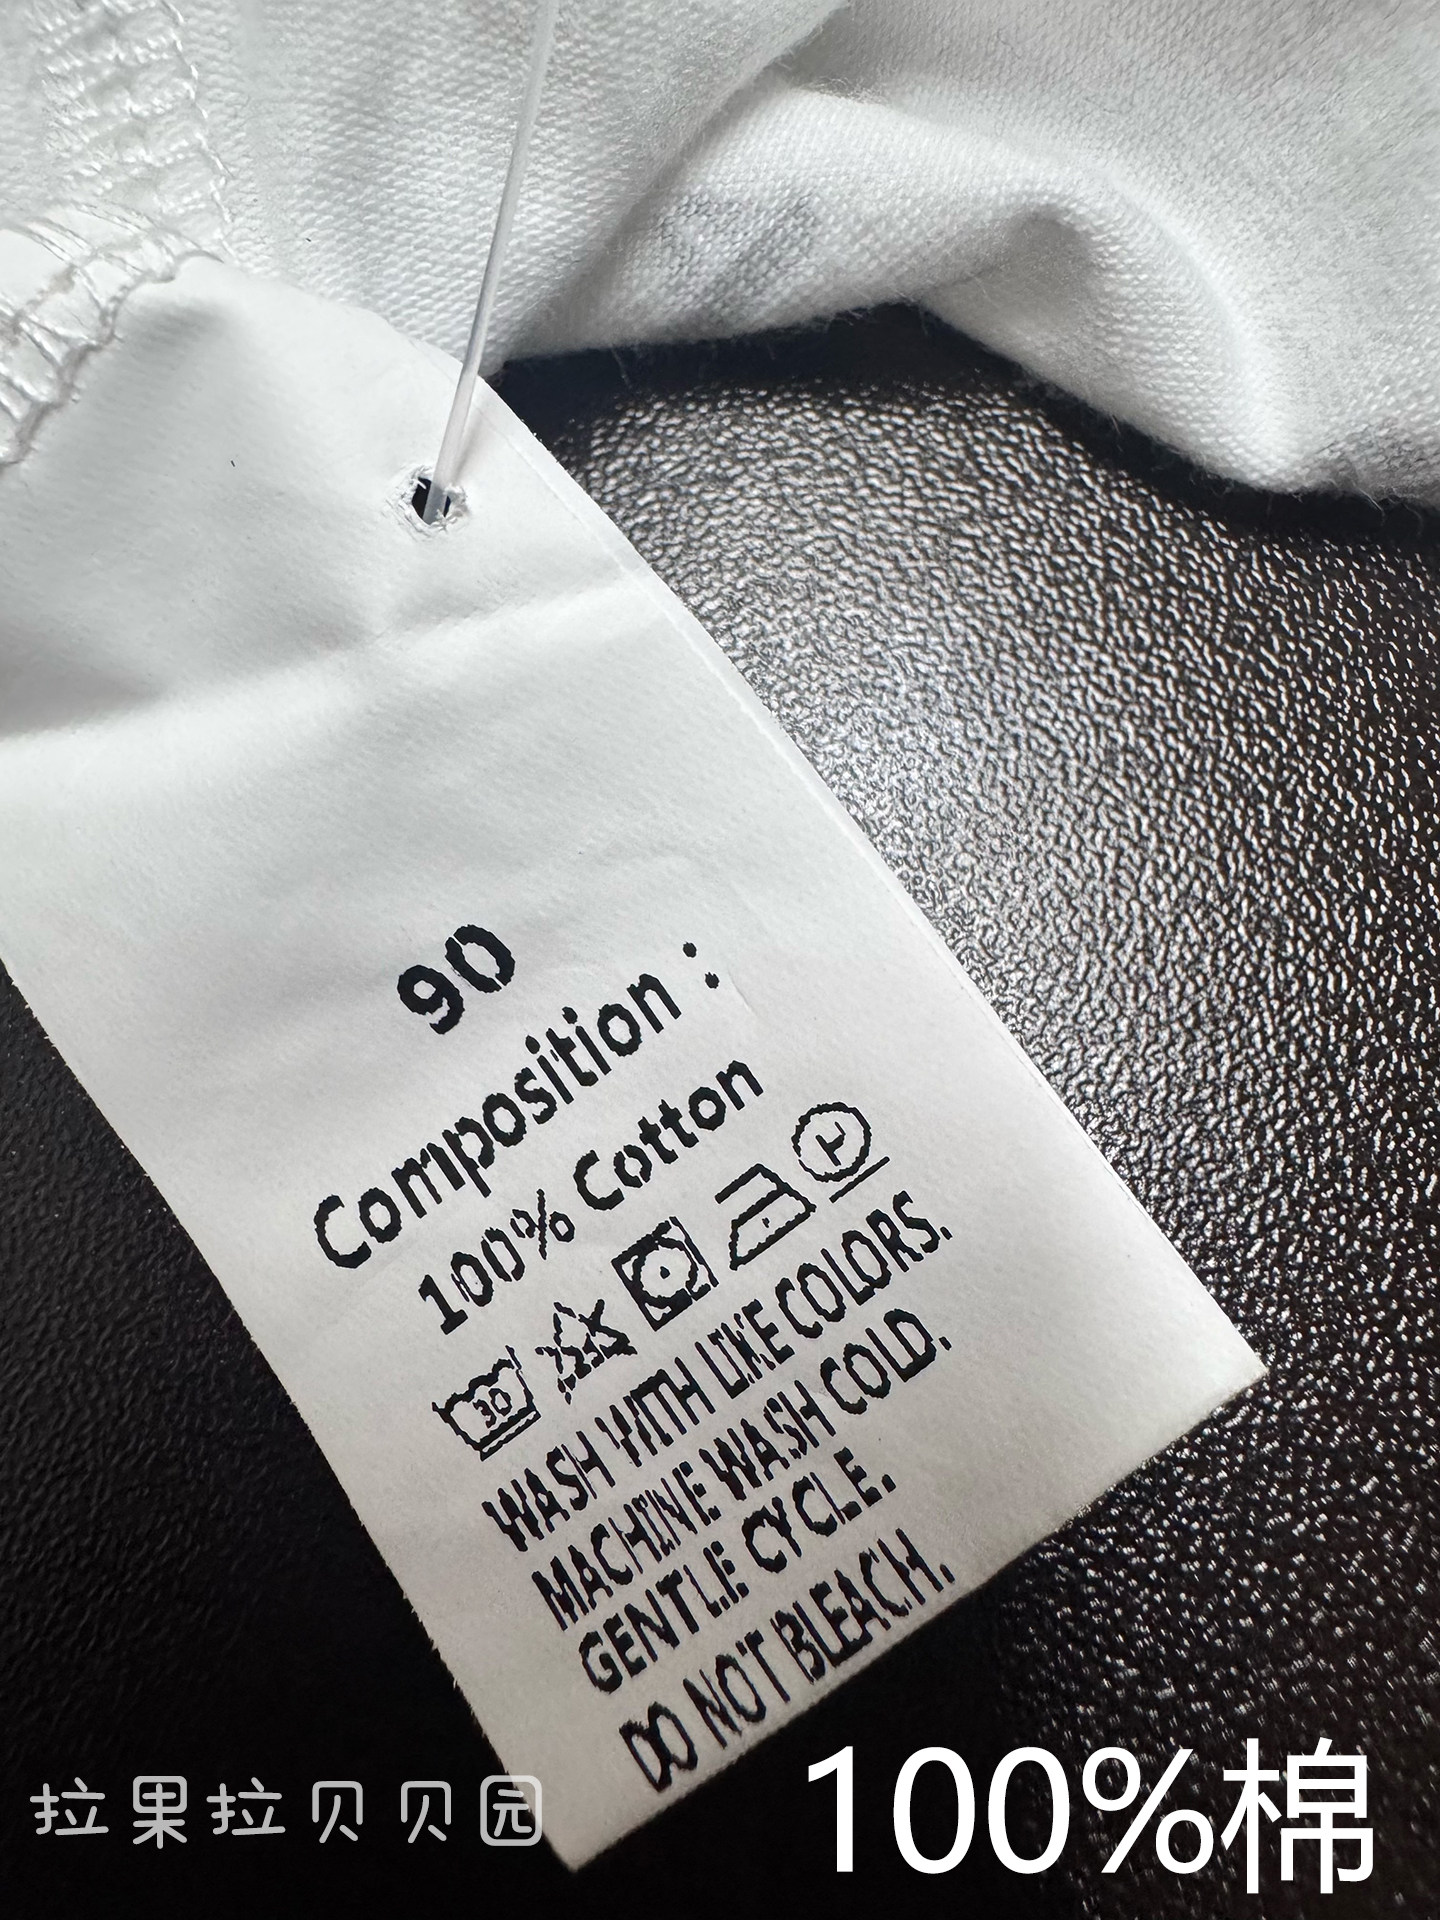 90
Composition :
100% Cotton
30
H
WASH WITH LIKE COLORS.
MACHINE WASH COLD.
GENTLE CYCLE.
DO NOT BLEACH.
拉果拉贝贝园
100%棉